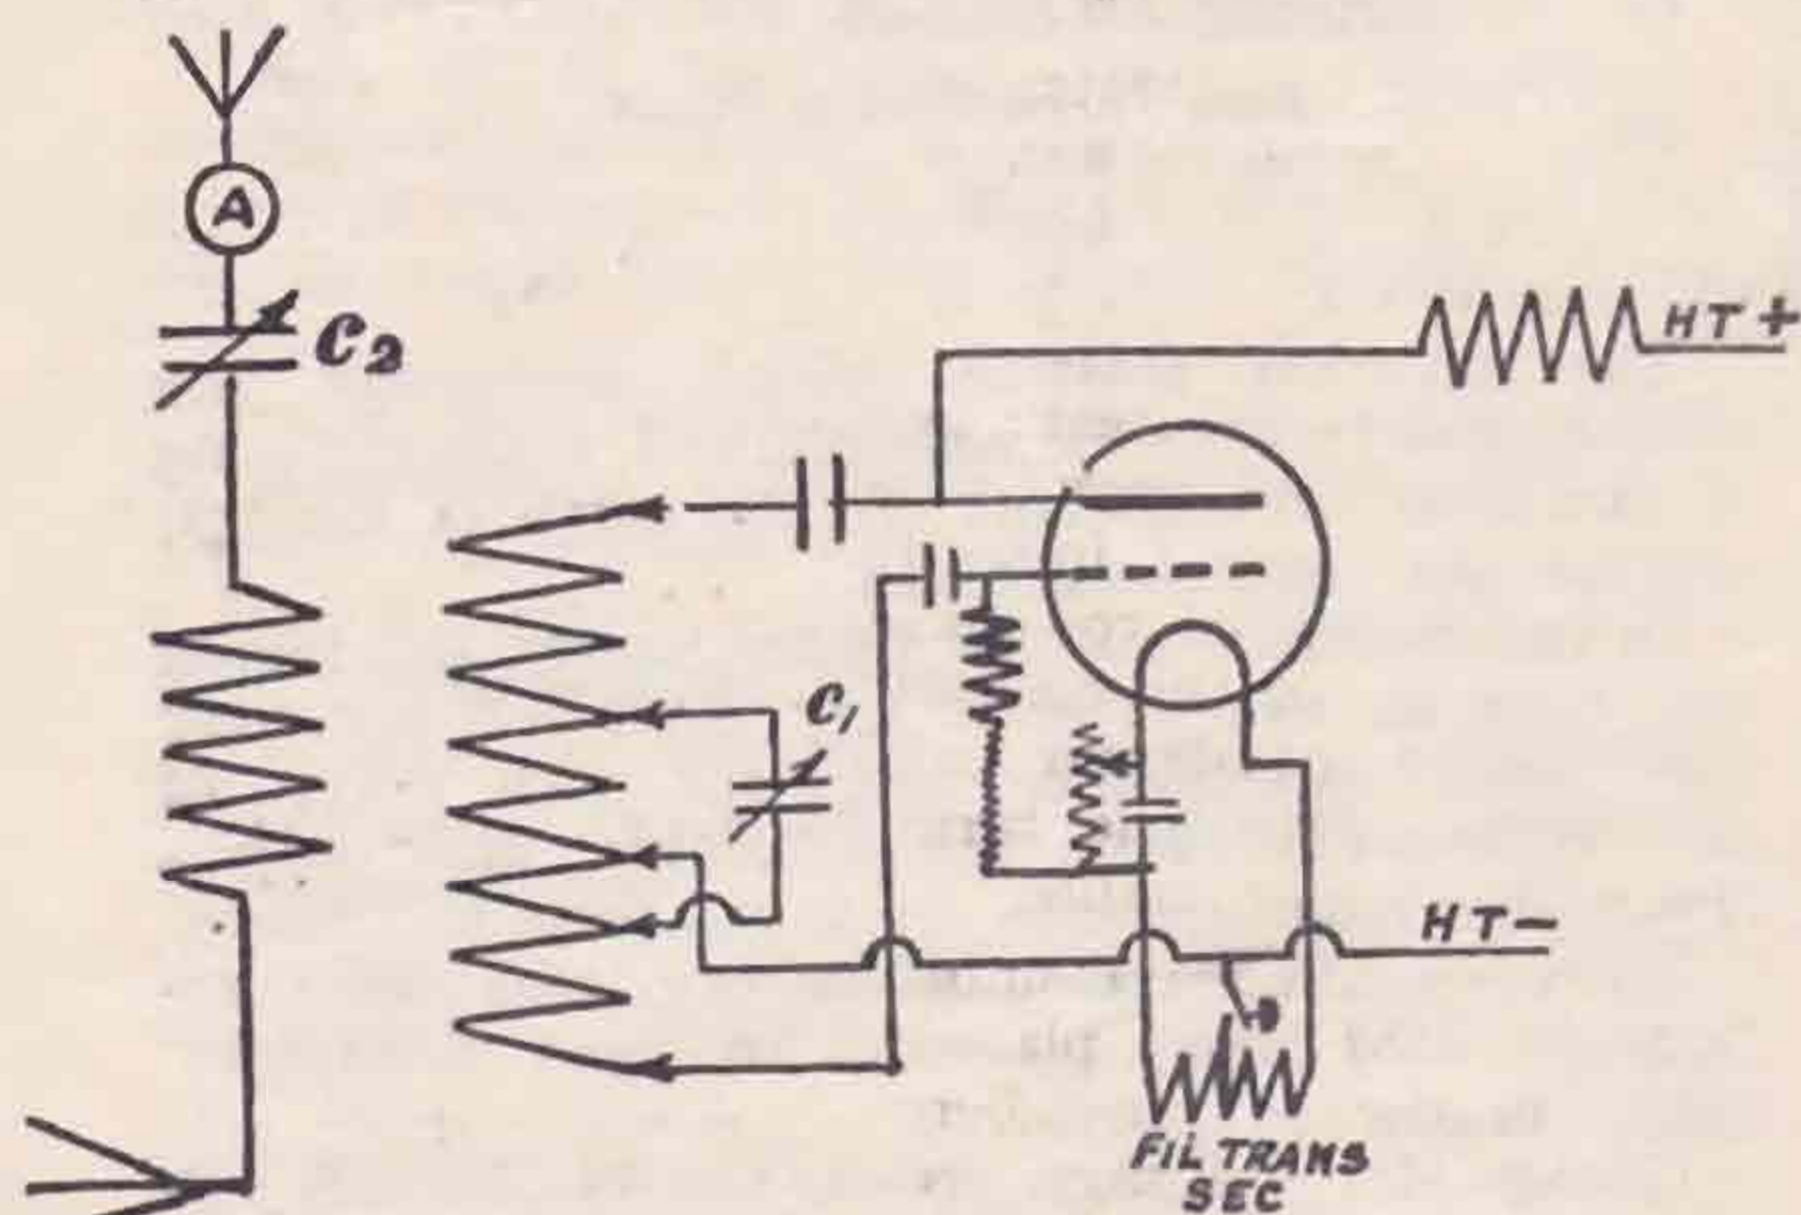 A
C2
HT+
C1
HT-
FIL TRANS
SEC